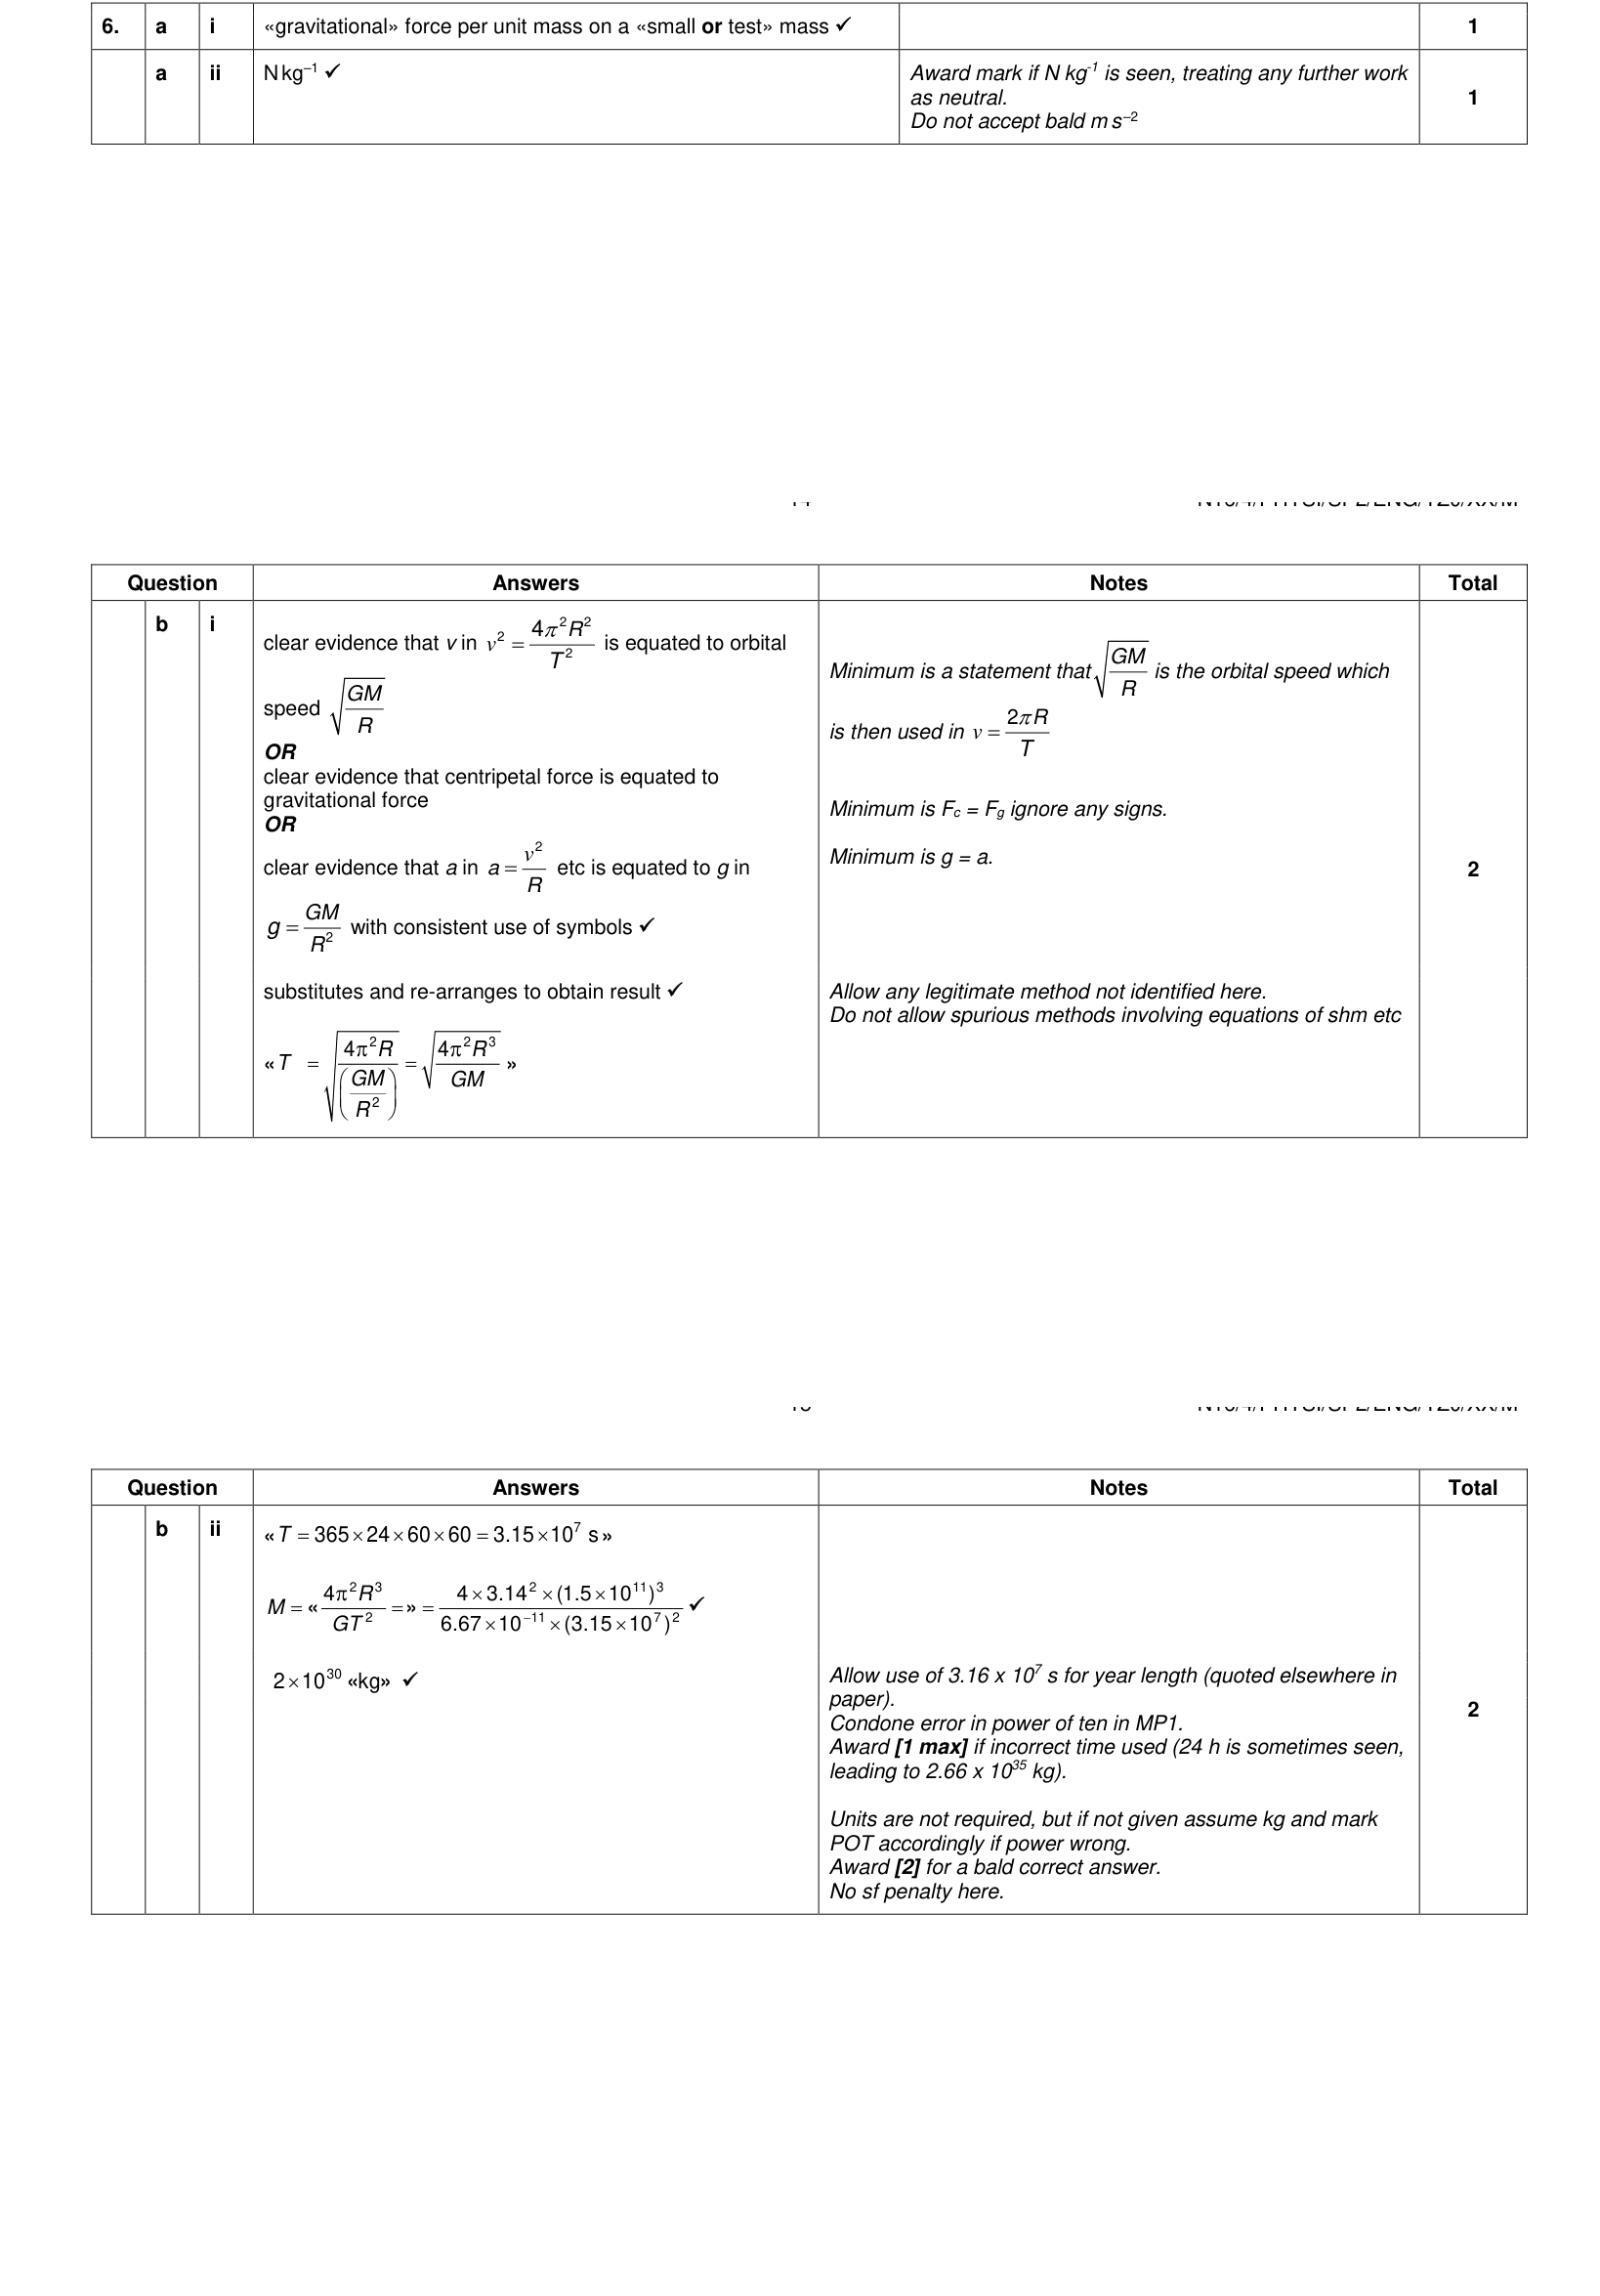 6. a i «gravitational» force per unit mass on a «small or test» mass ✓ 1
a ii N kg⁻¹ ✓ Award mark if N kg⁻¹ is seen, treating any further work
as neutral. 1
Do not accept bald m s⁻²
Question Answers Notes Total
b i clear evidence that v in v² = 4π²R²/T² is equated to orbital
speed √(GM/R)
OR
clear evidence that centripetal force is equated to
gravitational force
OR
clear evidence that a in a = v²/R etc is equated to g in
g = GM/R² with consistent use of symbols ✓
substitutes and re-arranges to obtain result ✓
«T = √(4π²R/(GM/R²)) = √(4π²R³/GM)»
Minimum is a statement that √(GM/R) is the orbital speed which
is then used in v = 2πR/T
Minimum is F_c = F_g ignore any signs.
Minimum is g = a.
Allow any legitimate method not identified here.
Do not allow spurious methods involving equations of shm etc
2
Question Answers Notes Total
b ii «T = 365×24×60×60 = 3.15×10⁷ s»
M = «4π²R³/GT² =» = 4×3.14²×(1.5×10¹¹)³/6.67×10⁻¹¹×(3.15×10⁷)² ✓
2×10³⁰ «kg» ✓
Allow use of 3.16 x 10⁷ s for year length (quoted elsewhere in
paper).
Condone error in power of ten in MP1.
Award [1 max] if incorrect time used (24 h is sometimes seen,
leading to 2.66 x 10³⁵ kg).
Units are not required, but if not given assume kg and mark
POT accordingly if power wrong.
Award [2] for a bald correct answer.
No sf penalty here.
2